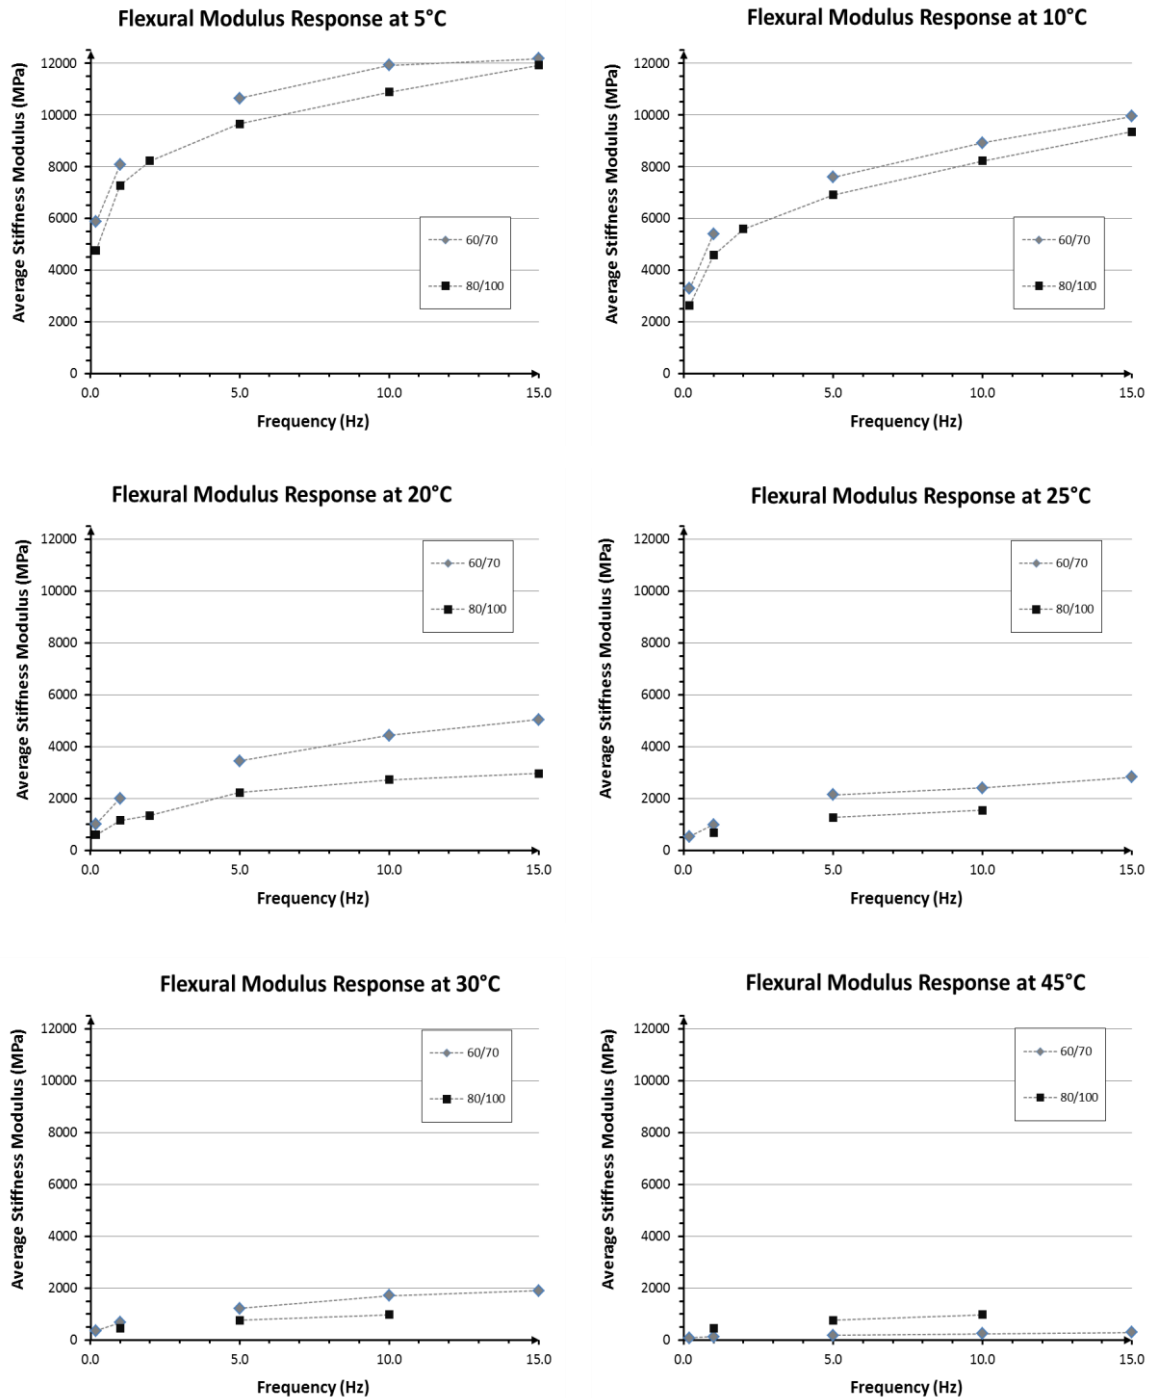 Flexural Modulus Response at 5°C
Average Stiffness Modulus (MPa)
12000
10000
8000
6000
4000
2000
0
60/70
80/100
0.0 5.0 10.0 15.0
Frequency (Hz)
Flexural Modulus Response at 10°C
Average Stiffness Modulus (MPa)
12000
10000
8000
6000
4000
2000
0
60/70
80/100
0.0 5.0 10.0 15.0
Frequency (Hz)
Flexural Modulus Response at 20°C
Average Stiffness Modulus (MPa)
12000
10000
8000
6000
4000
2000
0
60/70
80/100
0.0 5.0 10.0 15.0
Frequency (Hz)
Flexural Modulus Response at 25°C
Average Stiffness Modulus (MPa)
12000
10000
8000
6000
4000
2000
0
60/70
80/100
0.0 5.0 10.0 15.0
Frequency (Hz)
Flexural Modulus Response at 30°C
Average Stiffness Modulus (MPa)
12000
10000
8000
6000
4000
2000
0
60/70
80/100
0.0 5.0 10.0 15.0
Frequency (Hz)
Flexural Modulus Response at 45°C
Average Stiffness Modulus (MPa)
12000
10000
8000
6000
4000
2000
0
60/70
80/100
0.0 5.0 10.0 15.0
Frequency (Hz)